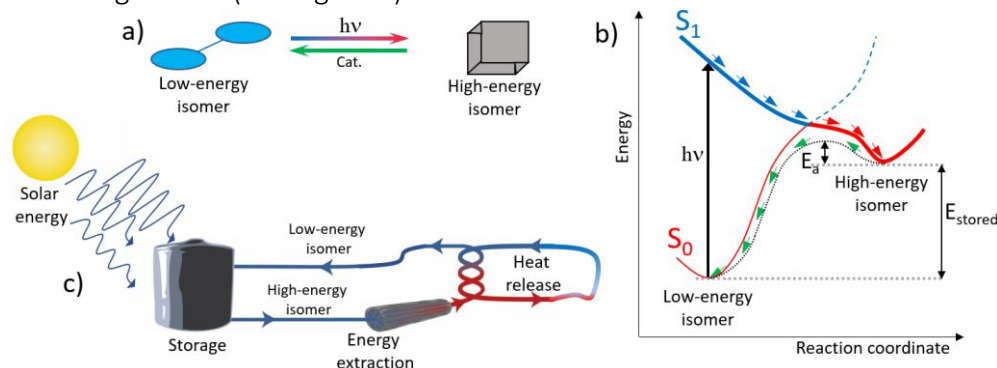 a)
hν
Cat.
Low-energy
isomer
High-energy
isomer
b)
S1
Energy
hν
Ea
High-energy
isomer
Estored
S0
Low-energy
isomer
Reaction coordinate
Solar
energy
c)
Low-energy
isomer
High-energy
isomer
Heat
release
Storage
Energy
extraction